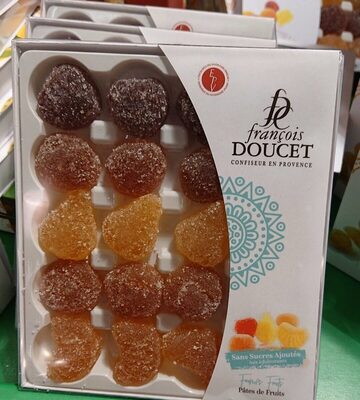 françois
DOUCET
CONFISEUR EN PROVENCE
Sans Sucres Ajoutés
Pâtes de Fruits